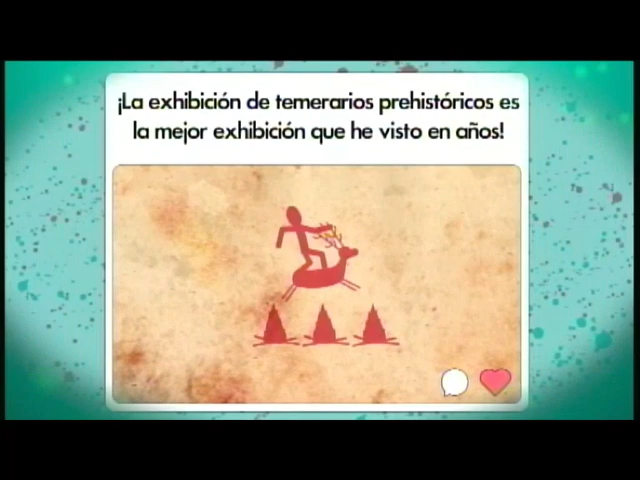 ¡La exhibición de temerarios prehistóricos es
la mejor exhibición que he visto en años!